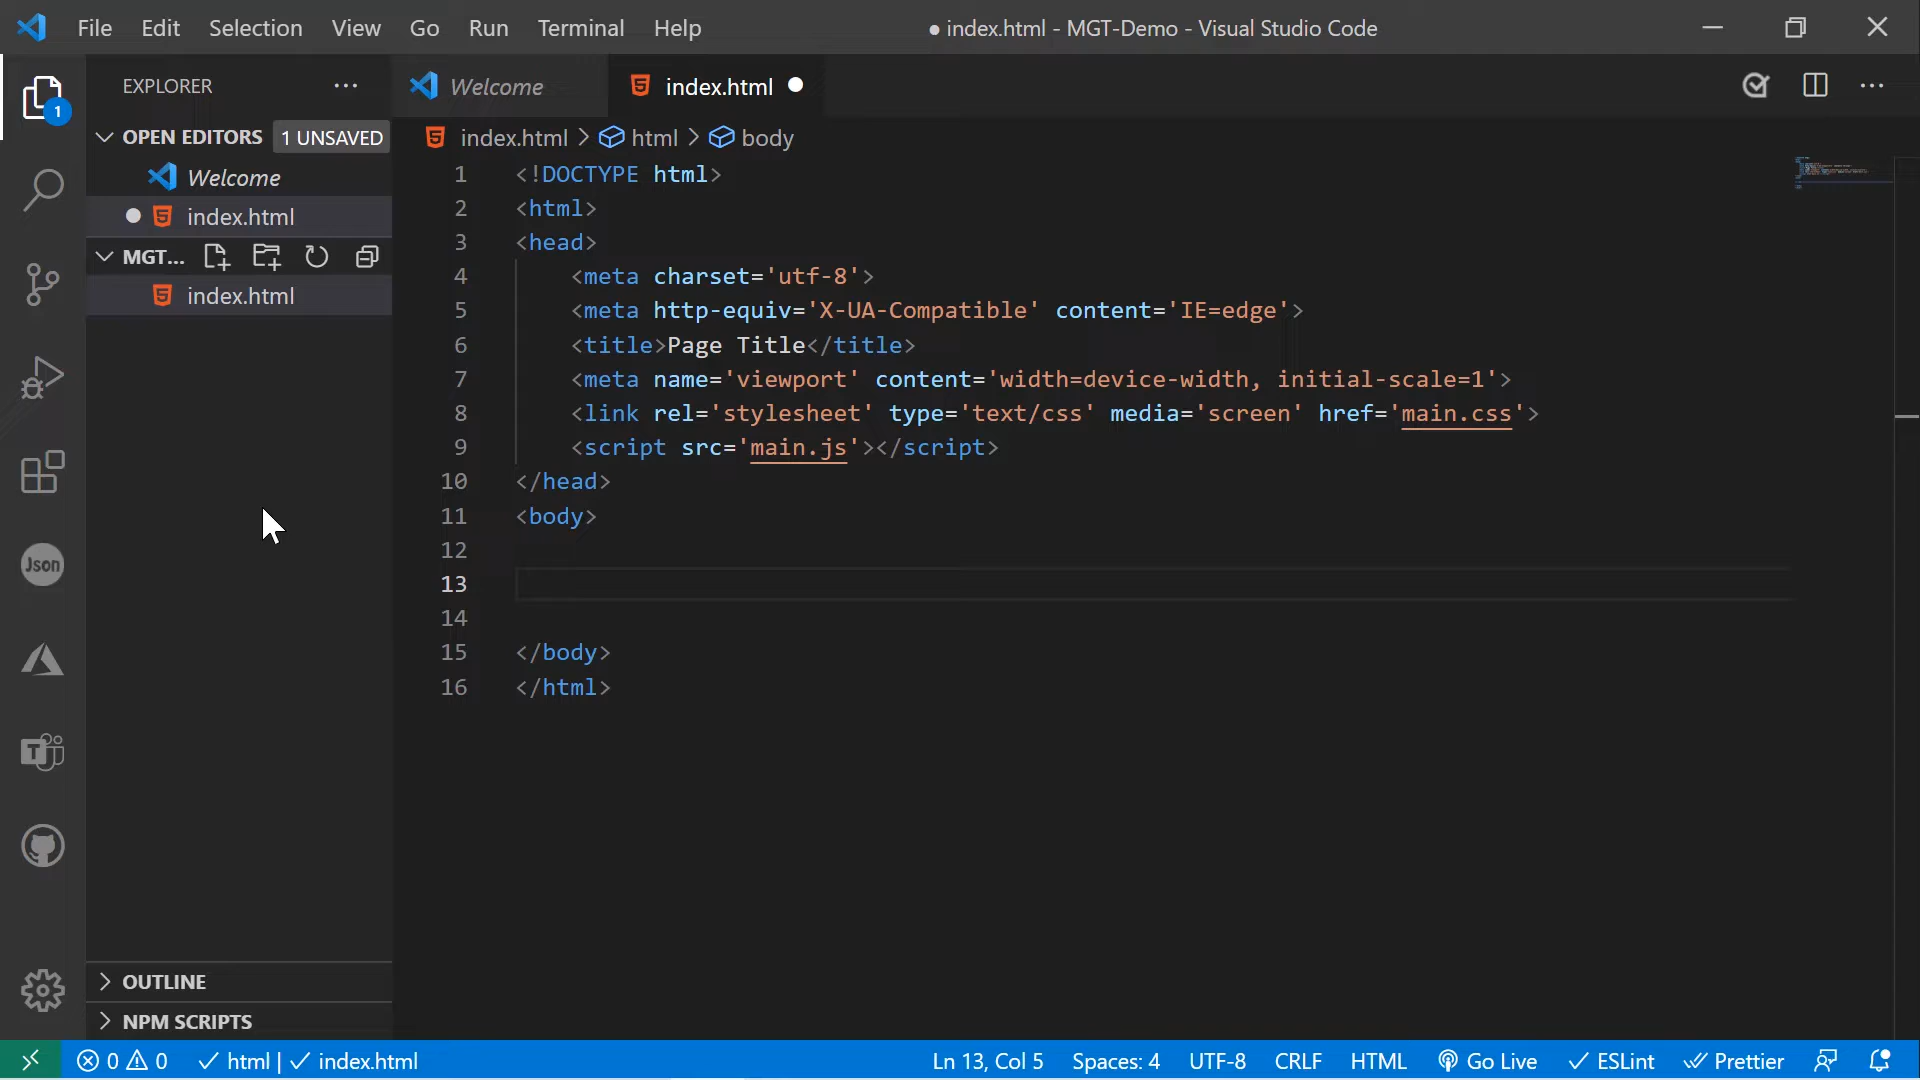 File Edit Selection View Go Run Terminal Help
● index.html - MGT-Demo - Visual Studio Code
EXPLORER
Welcome
index.html
1
OPEN EDITORS
1 UNSAVED
Welcome
index.html
MGT...
index.html
index.html > html > body
1 <!DOCTYPE html>
2 <html>
3 <head>
4     <meta charset='utf-8'>
5     <meta http-equiv='X-UA-Compatible' content='IE=edge'>
6     <title>Page Title</title>
7     <meta name='viewport' content='width=device-width, initial-scale=1'>
8     <link rel='stylesheet' type='text/css' media='screen' href='main.css'>
9     <script src='main.js'></script>
10 </head>
11 <body>
12
13
14
15 </body>
16 </html>
Json
T
OUTLINE
NPM SCRIPTS
0 0 html | index.html
Ln 13, Col 5 Spaces: 4 UTF-8 CRLF HTML Go Live ESLint Prettier